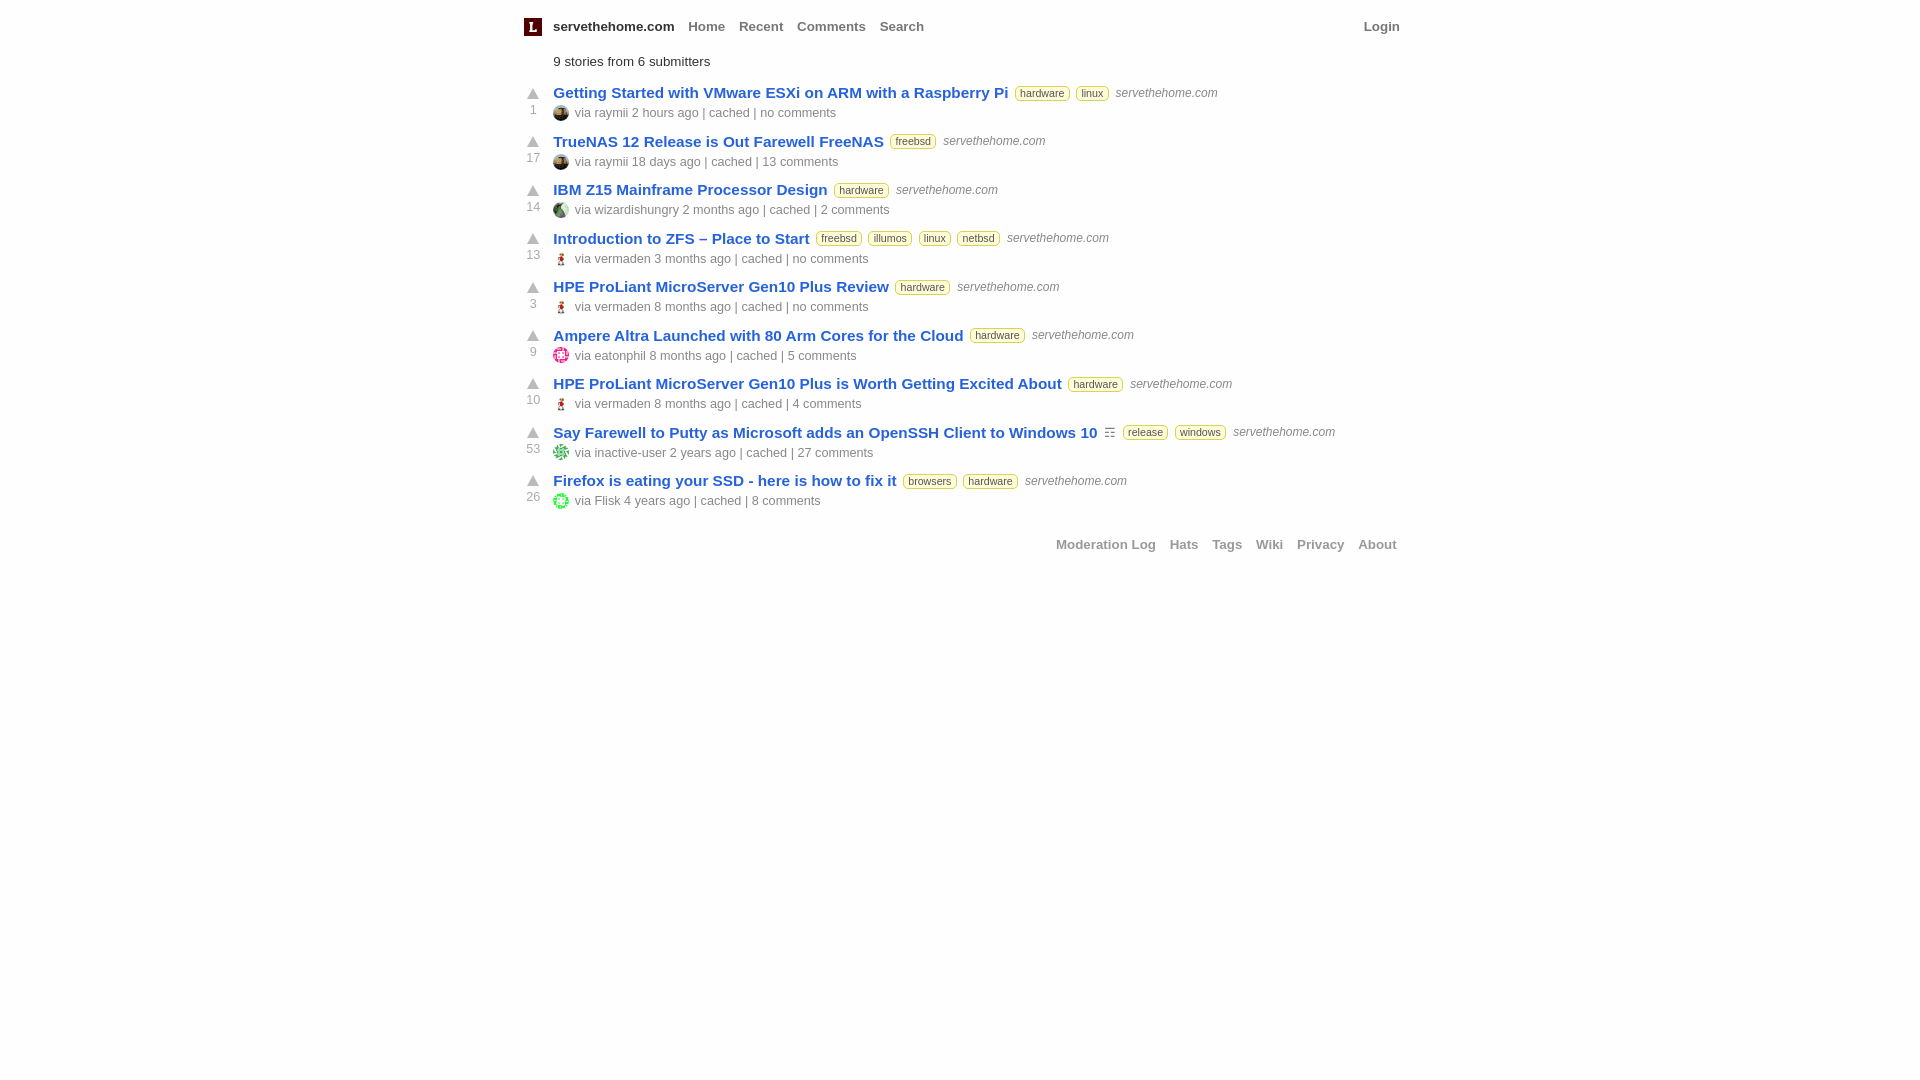 L servethehome.com Home Recent Comments Search Login
9 stories from 6 submitters
Getting Started with VMware ESXi on ARM with a Raspberry Pi hardware linux servethehome.com
1 via raymii 2 hours ago | cached | no comments
TrueNAS 12 Release is Out Farewell FreeNAS freebsd servethehome.com
17 via raymii 18 days ago | cached | 13 comments
IBM Z15 Mainframe Processor Design hardware servethehome.com
14 via wizardishungry 2 months ago | cached | 2 comments
Introduction to ZFS – Place to Start freebsd illumos linux netbsd servethehome.com
13 via vermaden 3 months ago | cached | no comments
HPE ProLiant MicroServer Gen10 Plus Review hardware servethehome.com
3 via vermaden 8 months ago | cached | no comments
Ampere Altra Launched with 80 Arm Cores for the Cloud hardware servethehome.com
9 via eatonphil 8 months ago | cached | 5 comments
HPE ProLiant MicroServer Gen10 Plus is Worth Getting Excited About hardware servethehome.com
10 via vermaden 8 months ago | cached | 4 comments
Say Farewell to Putty as Microsoft adds an OpenSSH Client to Windows 10 ☶ release windows servethehome.com
53 via inactive-user 2 years ago | cached | 27 comments
Firefox is eating your SSD - here is how to fix it browsers hardware servethehome.com
26 via Flisk 4 years ago | cached | 8 comments
Moderation Log Hats Tags Wiki Privacy About